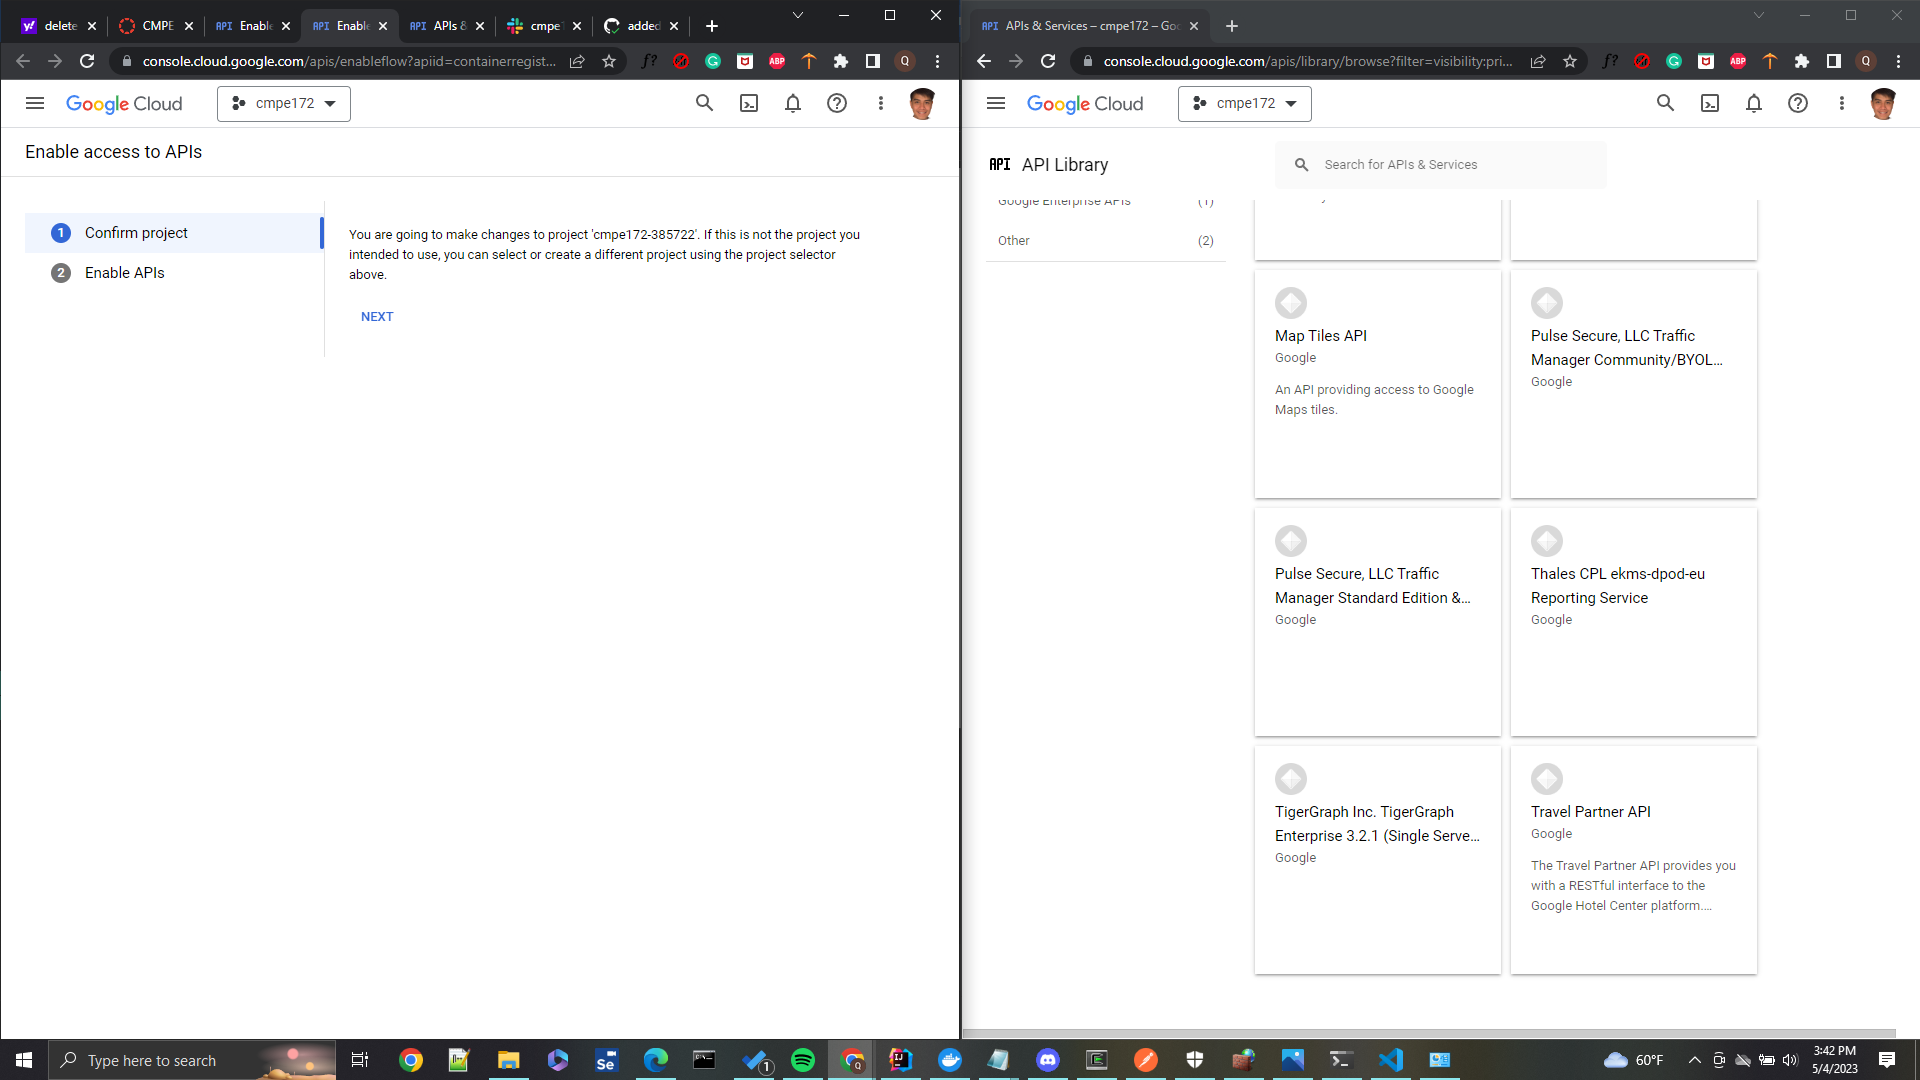 delete
CMPE
API Enable
API Enable
API APIs &
cmpe1
added
console.cloud.google.com/apis/enableflow?apiid=containerregist...
f?
ABP
Q
Google Cloud
cmpe172
Enable access to APIs
1 Confirm project
2 Enable APIs
You are going to make changes to project 'cmpe172-385722'. If this is not the project you
intended to use, you can select or create a different project using the project selector
above.
NEXT
API APIs & Services – cmpe172 – Goo
console.cloud.google.com/apis/library/browse?filter=visibility:pri...
f?
ABP
Q
Google Cloud
cmpe172
API API Library
Search for APIs & Services
Google Enterprise APIs (1)
Other (2)
Map Tiles API
Google
An API providing access to Google
Maps tiles.
Pulse Secure, LLC Traffic
Manager Community/BYOL...
Google
Pulse Secure, LLC Traffic
Manager Standard Edition &...
Google
Thales CPL ekms-dpod-eu
Reporting Service
Google
TigerGraph Inc. TigerGraph
Enterprise 3.2.1 (Single Serve...
Google
Travel Partner API
Google
The Travel Partner API provides you
with a RESTful interface to the
Google Hotel Center platform....
Type here to search
Se
1
Q
60°F
3:42 PM
5/4/2023